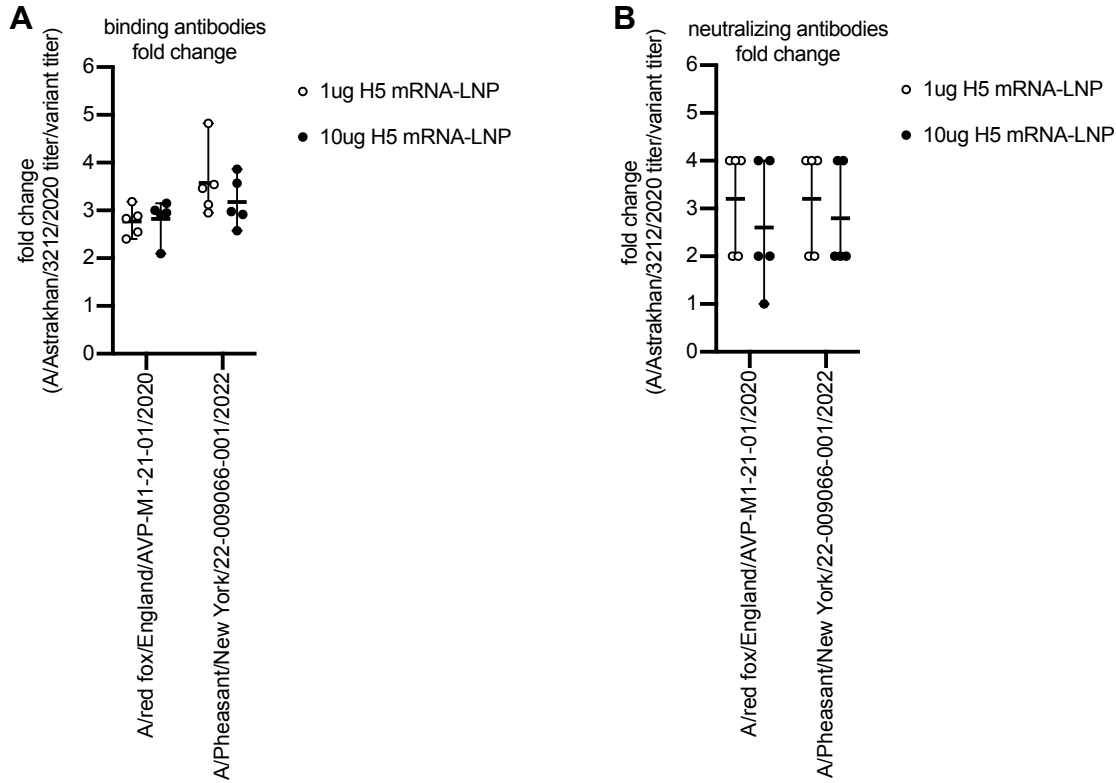 A
binding antibodies
fold change
fold change
(A/Astrakhan/3212/2020 titer/variant titer)
6
5
4
3
2
1
0
1ug H5 mRNA-LNP
10ug H5 mRNA-LNP
A/red fox/England/AVP-M1-21-01/2020
A/Pheasant/New York/22-009066-001/2022
B
neutralizing antibodies
fold change
fold change
(A/Astrakhan/3212/2020 titer/variant titer)
6
5
4
3
2
1
0
1ug H5 mRNA-LNP
10ug H5 mRNA-LNP
A/red fox/England/AVP-M1-21-01/2020
A/Pheasant/New York/22-009066-001/2022